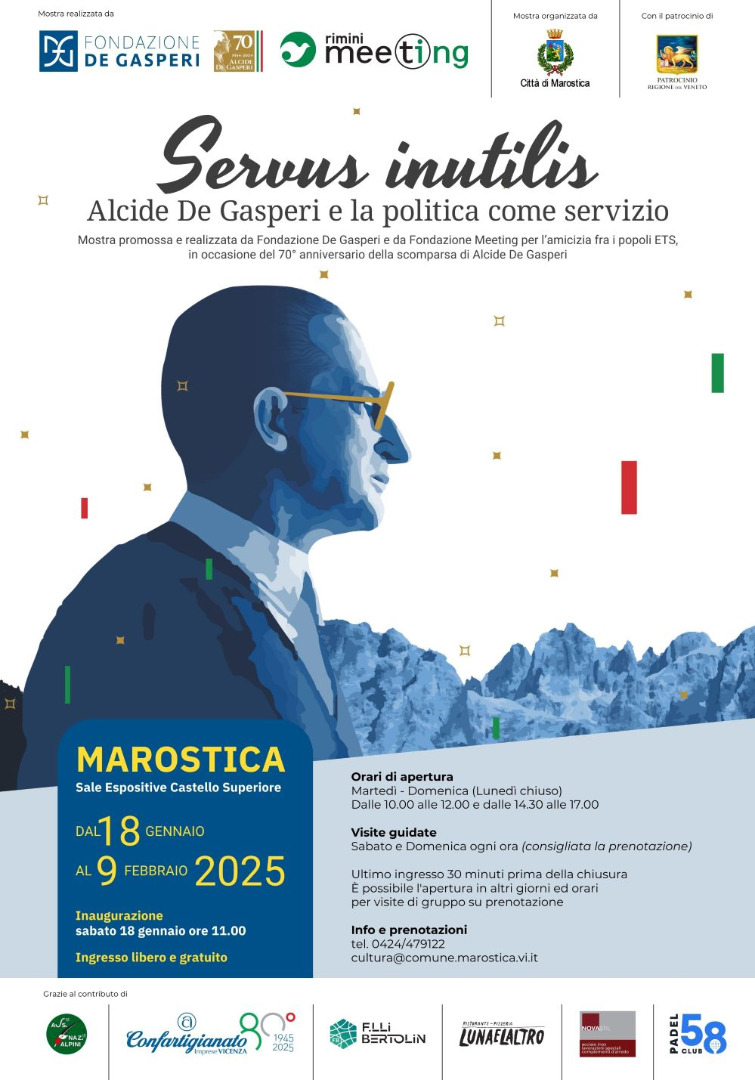 Mostra realizzata da
FONDAZIONE
DE GASPERI
70
ALCIDE
DE GASPERI
rimini
meeting
Mostra organizzata da
Città di Marostica
Con il patrocinio di
PATROCINIO
REGIONE DEL VENETO
Servus inutilis
Alcide De Gasperi e la politica come servizio
Mostra promossa e realizzata da Fondazione De Gasperi e da Fondazione Meeting per l'amicizia fra i popoli ETS,
in occasione del 70° anniversario della scomparsa di Alcide De Gasperi
MAROSTICA
Sale Espositive Castello Superiore
DAL 18 GENNAIO
AL 9 FEBBRAIO 2025
Inaugurazione
sabato 18 gennaio ore 11.00
Ingresso libero e gratuito
Orari di apertura
Martedì - Domenica (Lunedì chiuso)
Dalle 10.00 alle 12.00 e dalle 14.30 alle 17.00
Visite guidate
Sabato e Domenica ogni ora (consigliata la prenotazione)
Ultimo ingresso 30 minuti prima della chiusura
È possibile l'apertura in altri giorni ed orari
per visite di gruppo su prenotazione
Info e prenotazioni
tel. 0424/479122
cultura@comune.marostica.vi.it
Grazie al contributo di
ALPINI
Confartigianato
Imprese VICENZA
80
1945
2025
F.LLi
BERTOLiN
RISTORANTE - PIZZERIA
LUNAELALTRO
PADEL
CLUB
58